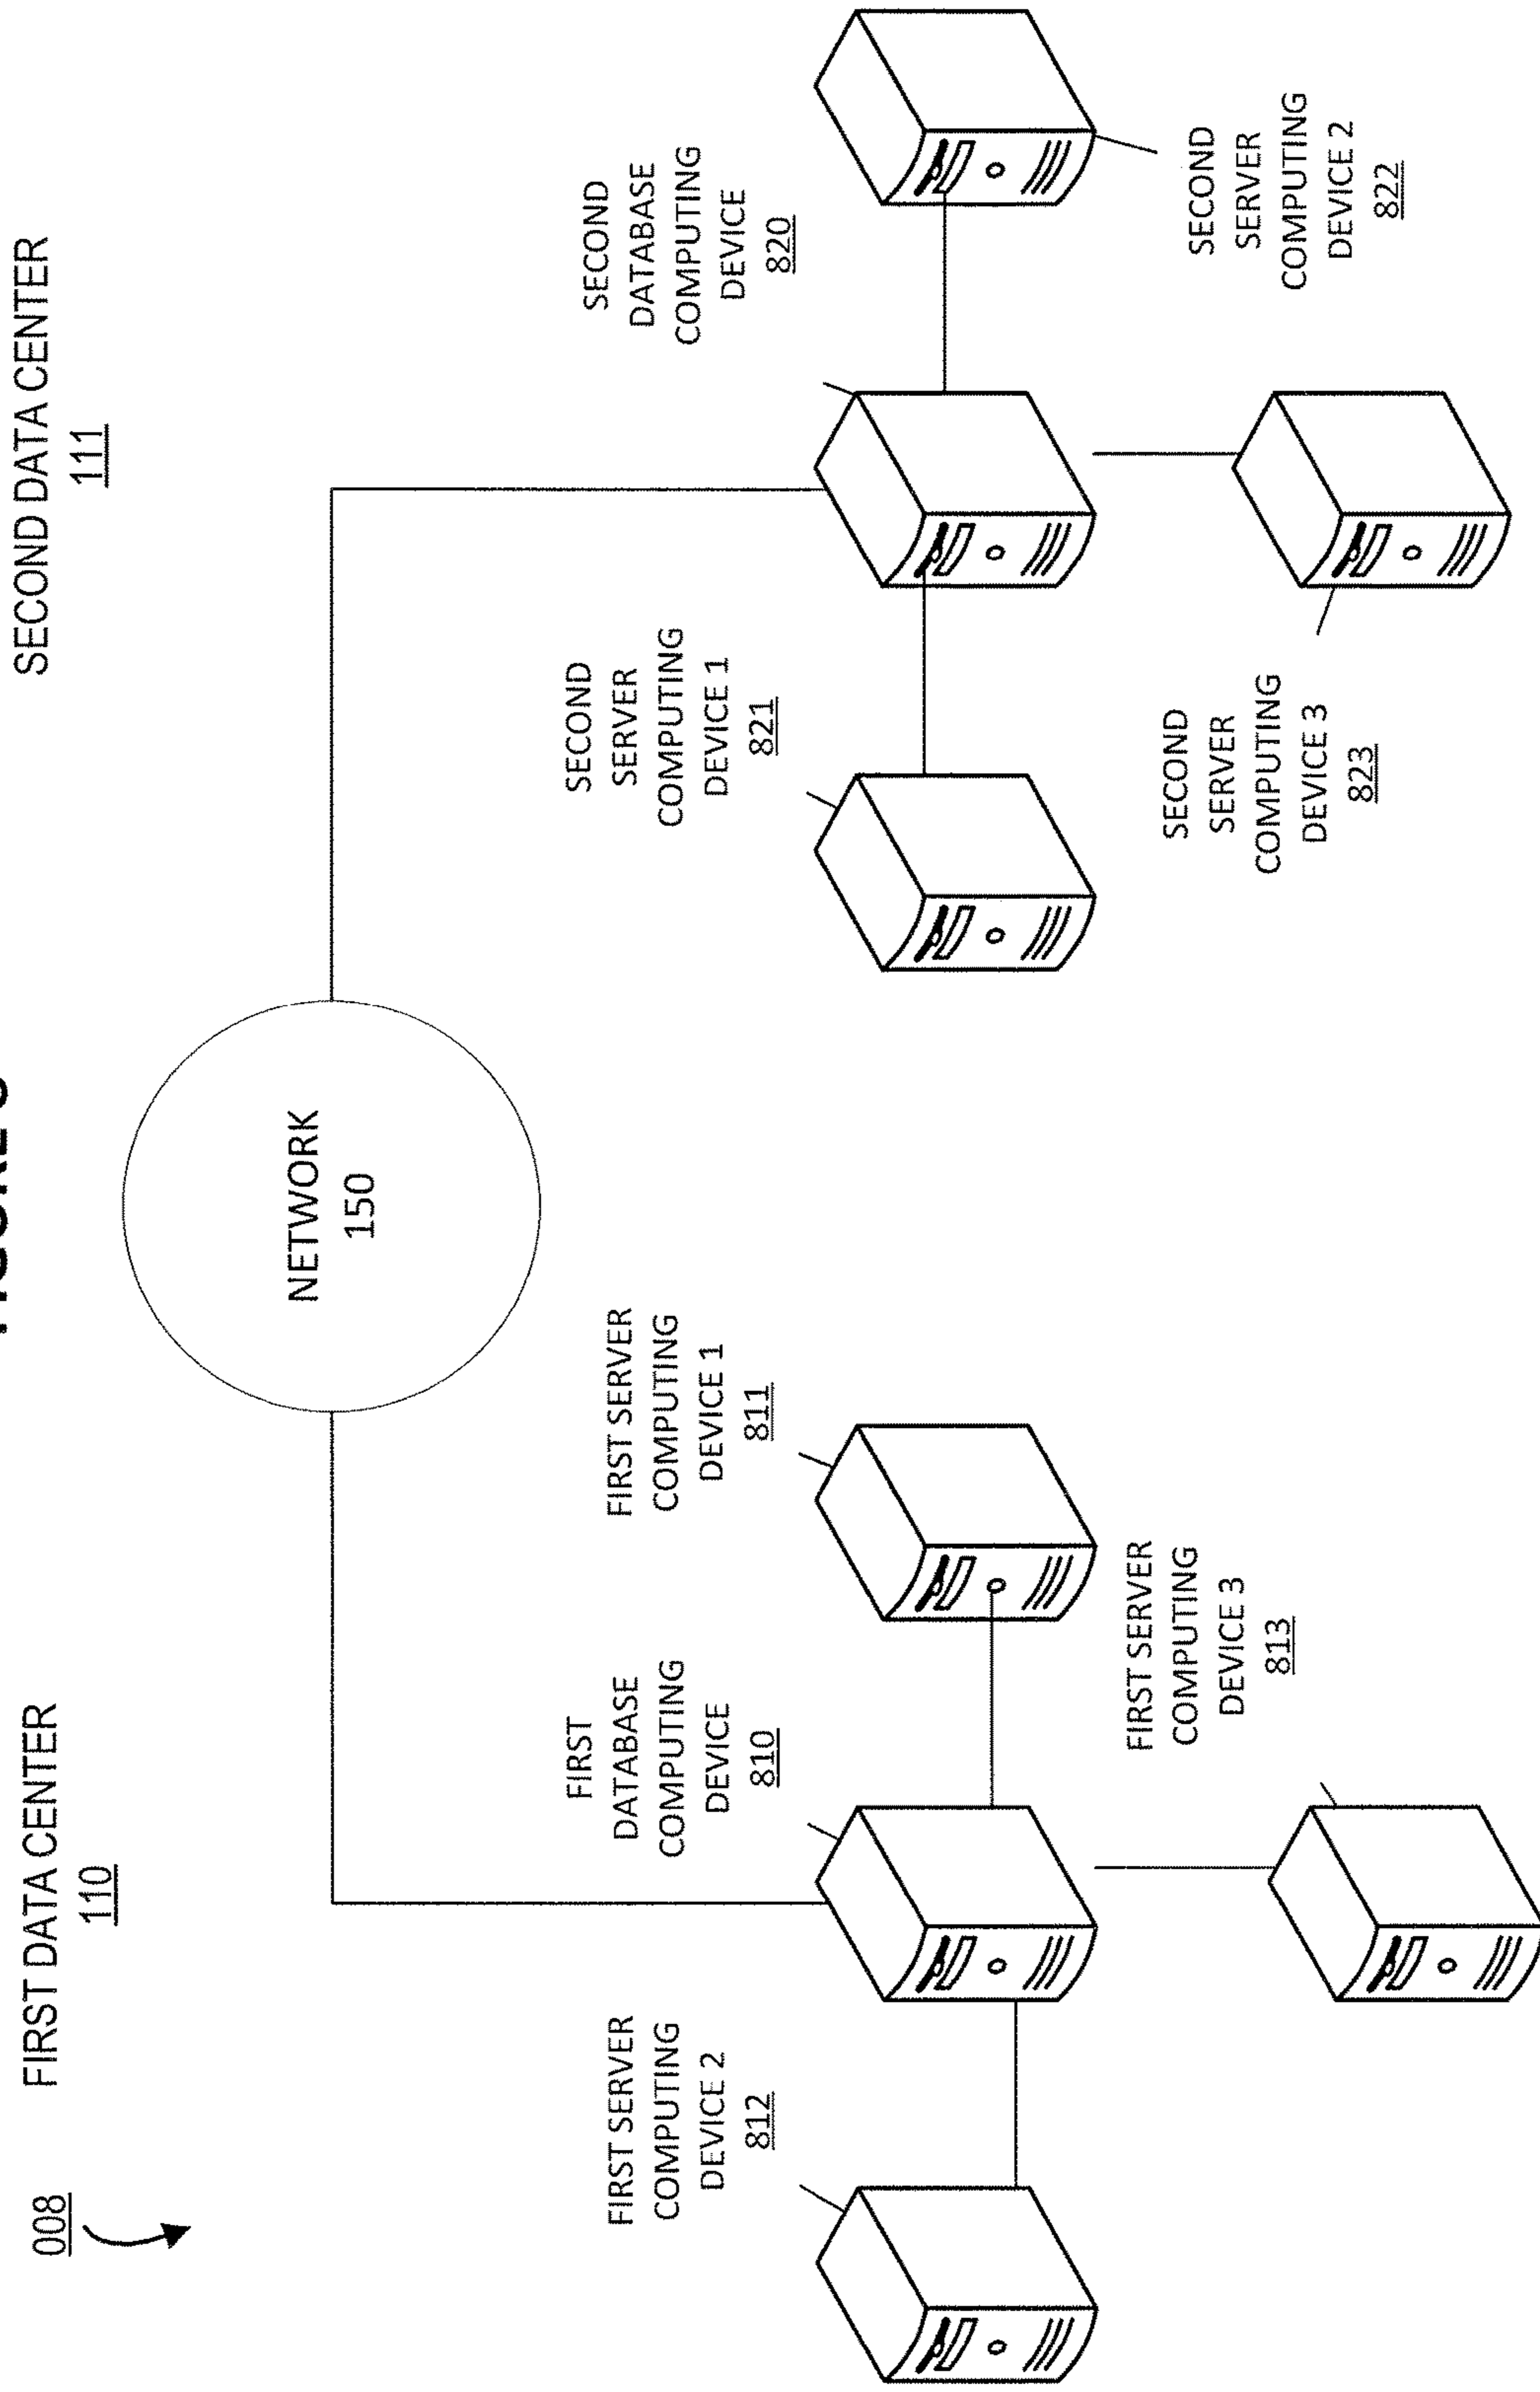 008
FIRST DATA CENTER
110
SECOND DATA CENTER
111
NETWORK
150
FIRST SERVER
COMPUTING
DEVICE 2
812
FIRST
DATABASE
COMPUTING
DEVICE
810
FIRST SERVER
COMPUTING
DEVICE 1
811
SECOND
SERVER
COMPUTING
DEVICE 1
821
SECOND
DATABASE
COMPUTING
DEVICE
820
FIRST SERVER
COMPUTING
DEVICE 3
813
SECOND
SERVER
COMPUTING
DEVICE 3
823
SECOND
SERVER
COMPUTING
DEVICE 2
822